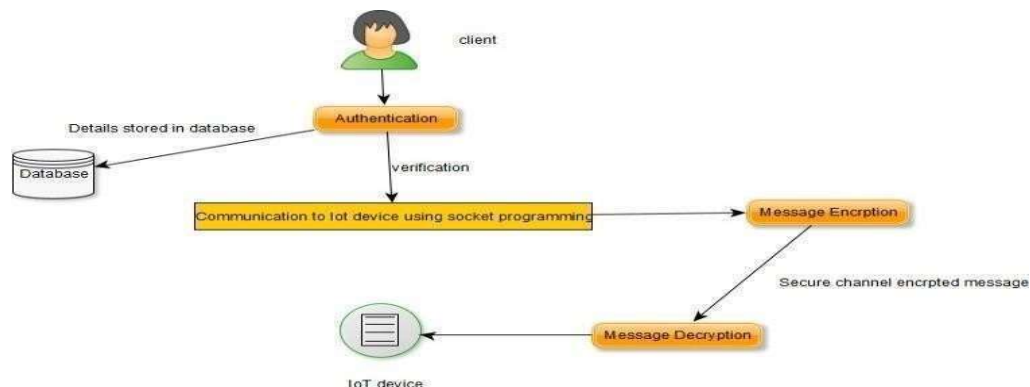 client
Authentication
Details stored in database
Database
verification
Communication to Iot device using socket programming
Message Encrption
Secure channel encrpted message
Message Decryption
IoT device